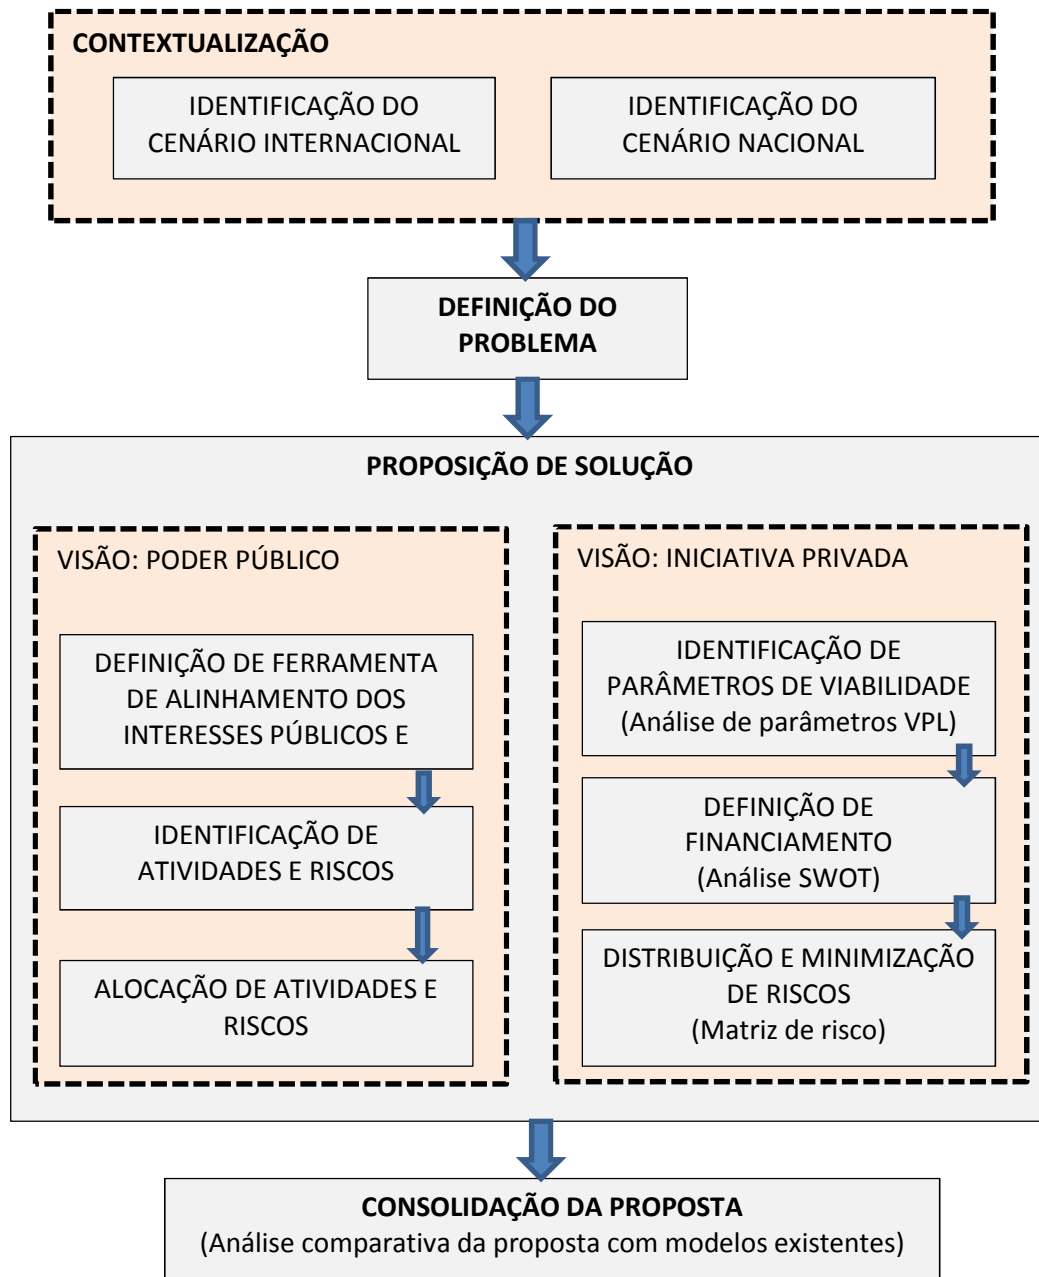 CONTEXTUALIZAÇÃO
IDENTIFICAÇÃO DO
CENÁRIO INTERNACIONAL
IDENTIFICAÇÃO DO
CENÁRIO NACIONAL
DEFINIÇÃO DO
PROBLEMA
PROPOSIÇÃO DE SOLUÇÃO
VISÃO: PODER PÚBLICO
DEFINIÇÃO DE FERRAMENTA
DE ALINHAMENTO DOS
INTERESSES PÚBLICOS E
IDENTIFICAÇÃO DE
ATIVIDADES E RISCOS
ALOCAÇÃO DE ATIVIDADES E
RISCOS
VISÃO: INICIATIVA PRIVADA
IDENTIFICAÇÃO DE
PARÂMETROS DE VIABILIDADE
(Análise de parâmetros VPL)
DEFINIÇÃO DE
FINANCIAMENTO
(Análise SWOT)
DISTRIBUIÇÃO E MINIMIZAÇÃO
DE RISCOS
(Matriz de risco)
CONSOLIDAÇÃO DA PROPOSTA
(Análise comparativa da proposta com modelos existentes)